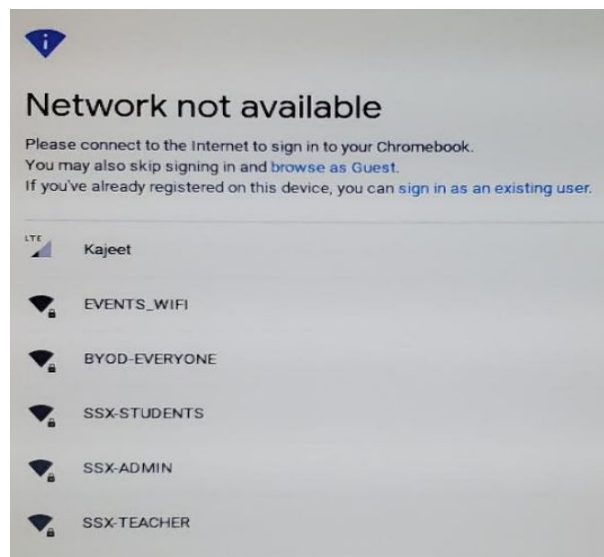 Network not available
Please connect to the Internet to sign in to your Chromebook.
You may also skip signing in and browse as Guest.
If you've already registered on this device, you can sign in as an existing user.
LTE
Kajeet
EVENTS_WIFI
BYOD-EVERYONE
SSX-STUDENTS
SSX-ADMIN
SSX-TEACHER